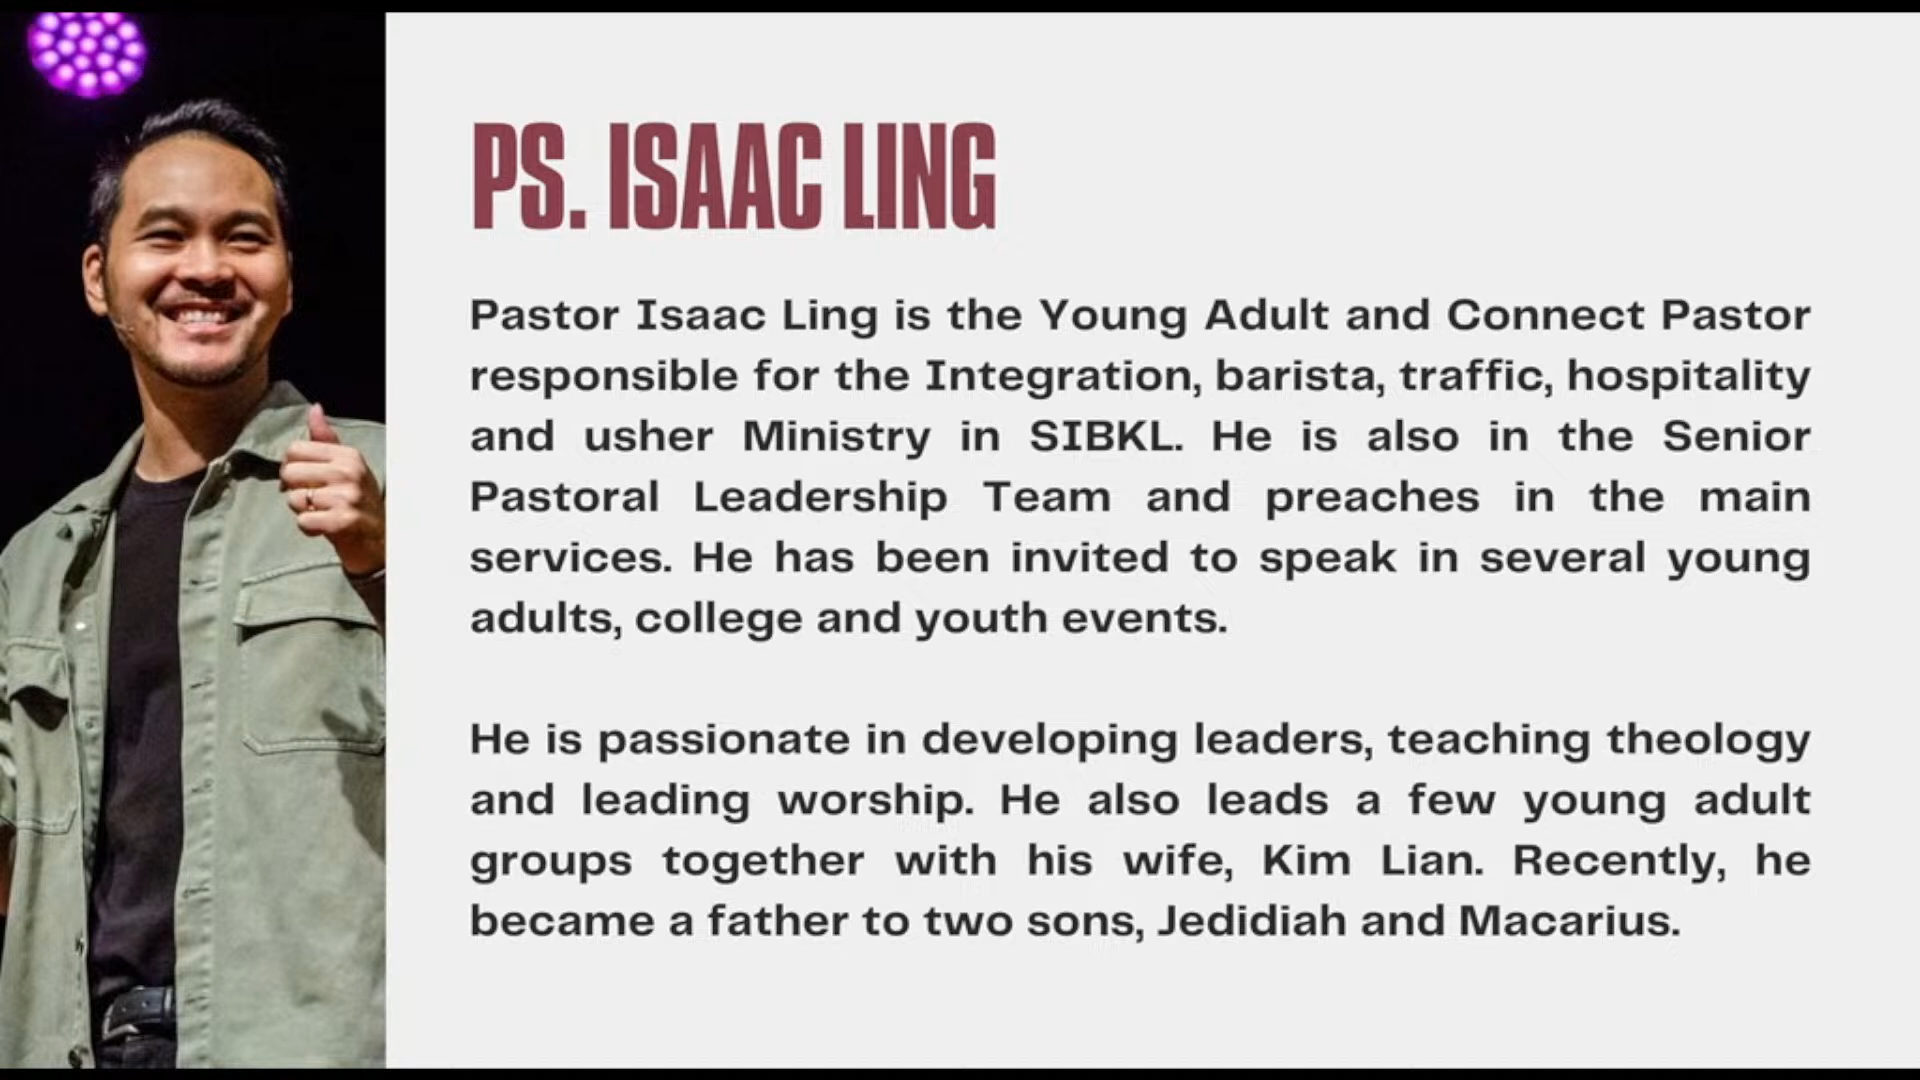 PS. ISAAC LING
Pastor Isaac Ling is the Young Adult and Connect Pastor
responsible for the Integration, barista, traffic, hospitality
and usher Ministry in SIBKL. He is also in the Senior
Pastoral Leadership Team and preaches in the main
services. He has been invited to speak in several young
adults, college and youth events.
He is passionate in developing leaders, teaching theology
and leading worship. He also leads a few young adult
groups together with his wife, Kim Lian. Recently, he
became a father to two sons, Jedidiah and Macarius.